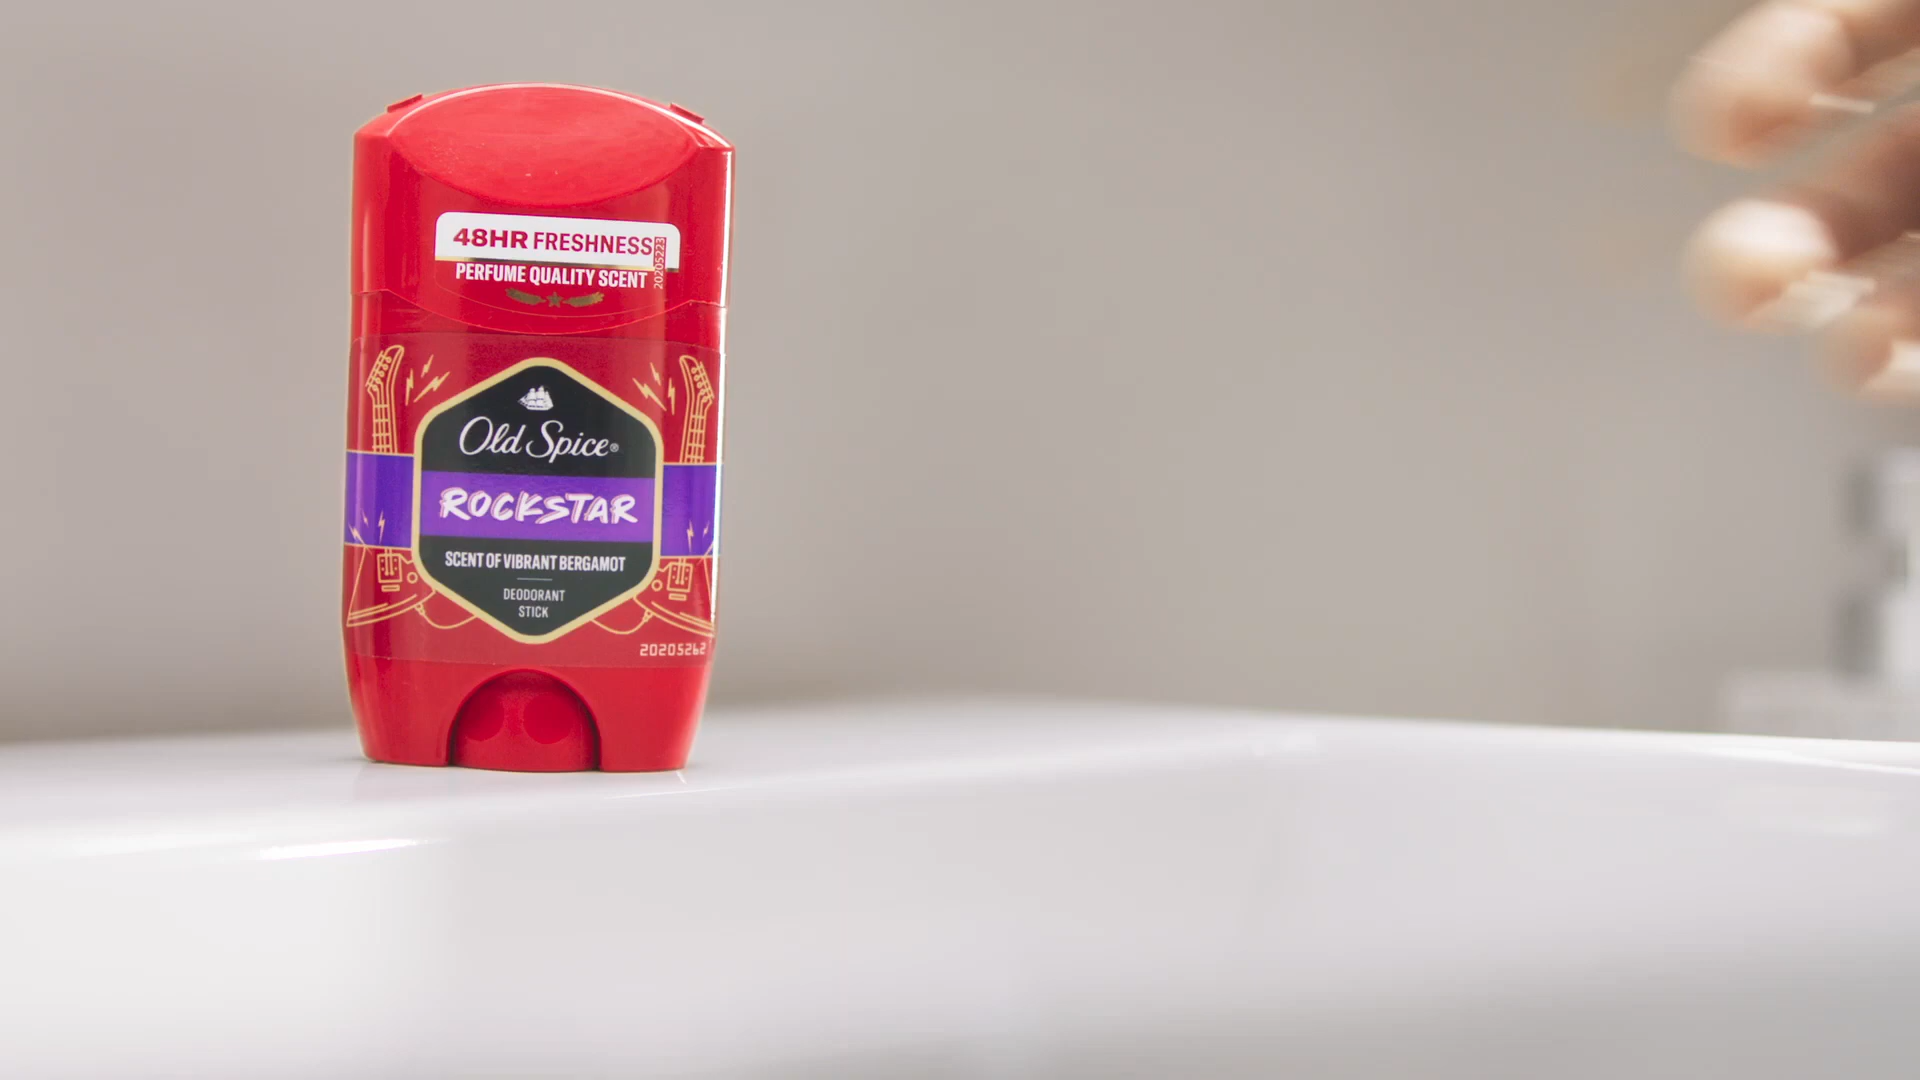 48HR FRESHNESS
PERFUME QUALITY SCENT
20205223
Old Spice®
ROCKSTAR
SCENT OF VIBRANT BERGAMOT
DEODORANT
STICK
20205262